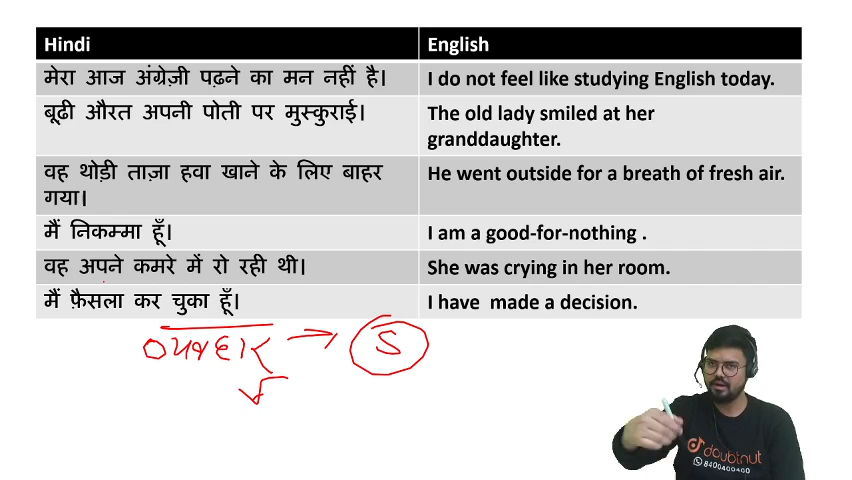 Hindi English
मेरा आज अंग्रेज़ी पढ़ने का मन नहीं है। I do not feel like studying English today.
बूढ़ी औरत अपनी पोती पर मुस्कुराई। The old lady smiled at her
granddaughter.
वह थोड़ी ताज़ा हवा खाने के लिए बाहर He went outside for a breath of fresh air.
गया।
मैं निकम्मा हूँ। I am a good-for-nothing .
वह अपने कमरे में रो रही थी। She was crying in her room.
मैं फ़ैसला कर चुका हूँ। I have made a decision.
व्यवहार → S
doubtnut
8400400400